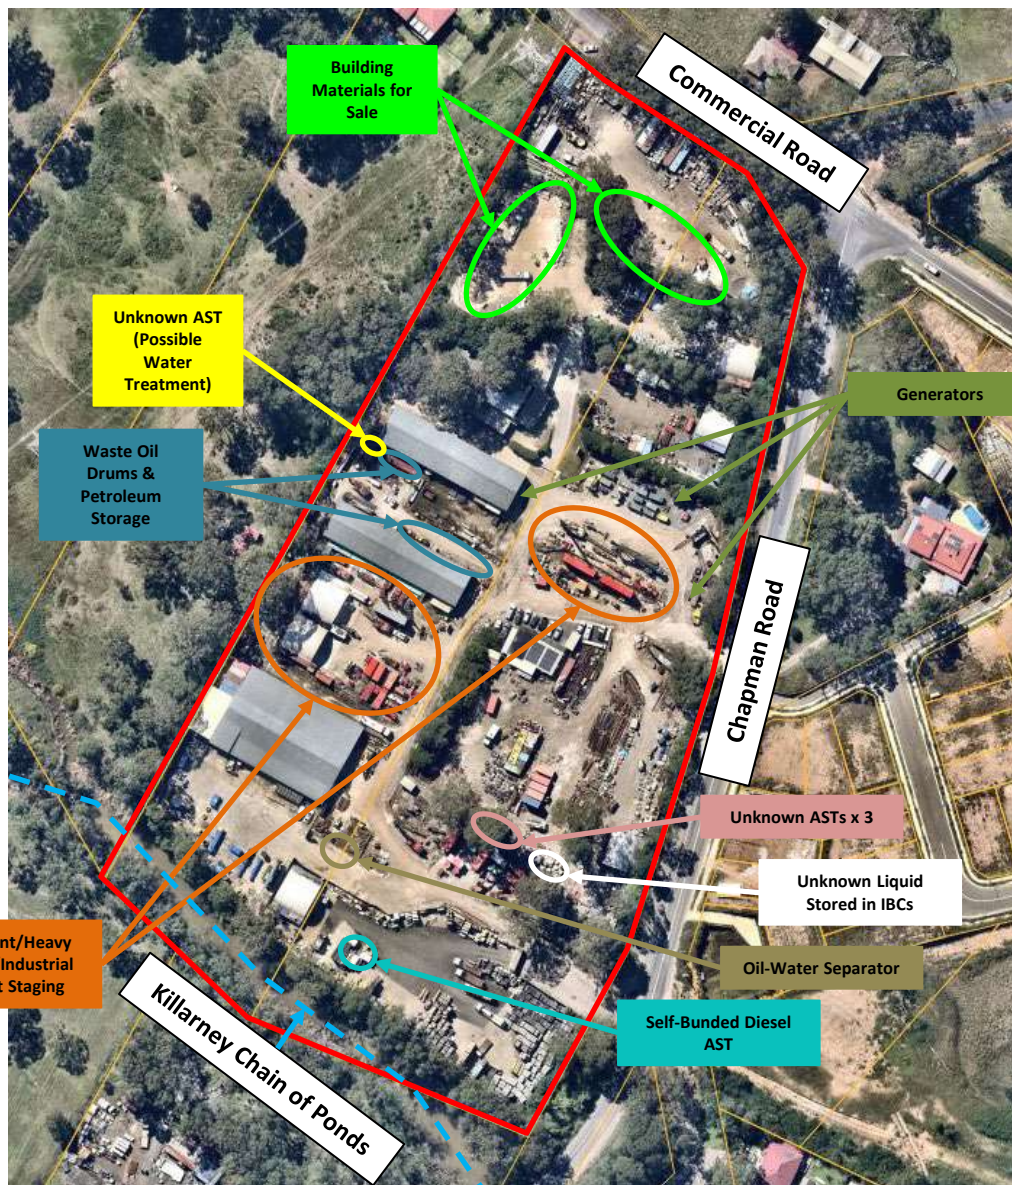 Building
Materials for
Sale
Commercial Road
Unknown AST
(Possible
Water
Treatment)
Generators
Waste Oil
Drums &
Petroleum
Storage
Chapman Road
Unknown ASTs x 3
Unknown Liquid
Stored in IBCs
Industrial
Staging
Oil-Water Separator
Killarney Chain of Ponds
Self-Bunded Diesel
AST